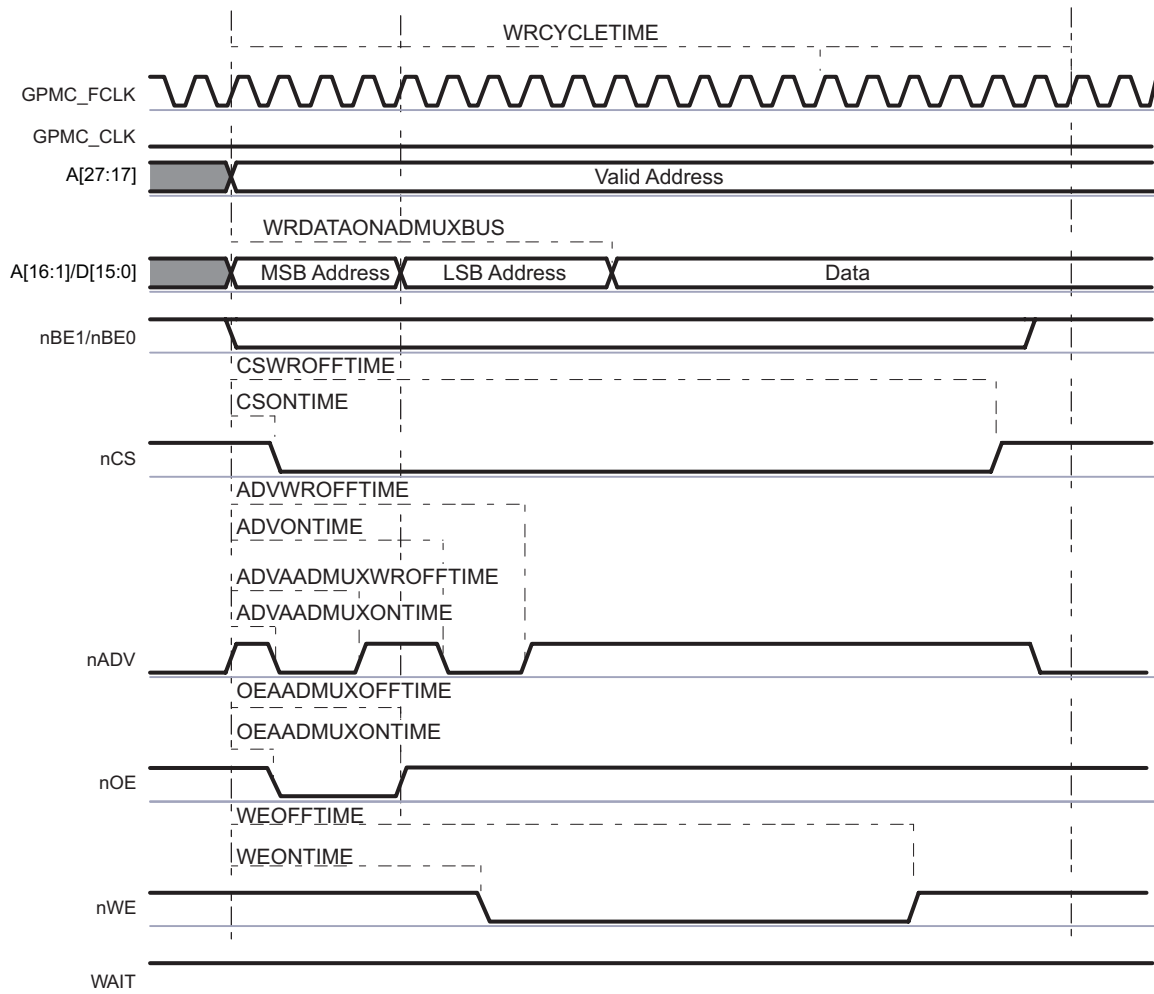 WRCYCLETIME
GPMC_FCLK
GPMC_CLK
A[27:17]
Valid Address
WRDATAONADMUXBUS
A[16:1]/D[15:0]
MSB Address
LSB Address
Data
nBE1/nBE0
CSWROFFTIME
CSONTIME
nCS
ADVWROFFTIME
ADVONTIME
ADVAADMUXWROFFTIME
ADVAADMUXONTIME
nADV
OEAADMUXOFFTIME
OEAADMUXONTIME
nOE
WEOFFTIME
WEONTIME
nWE
WAIT